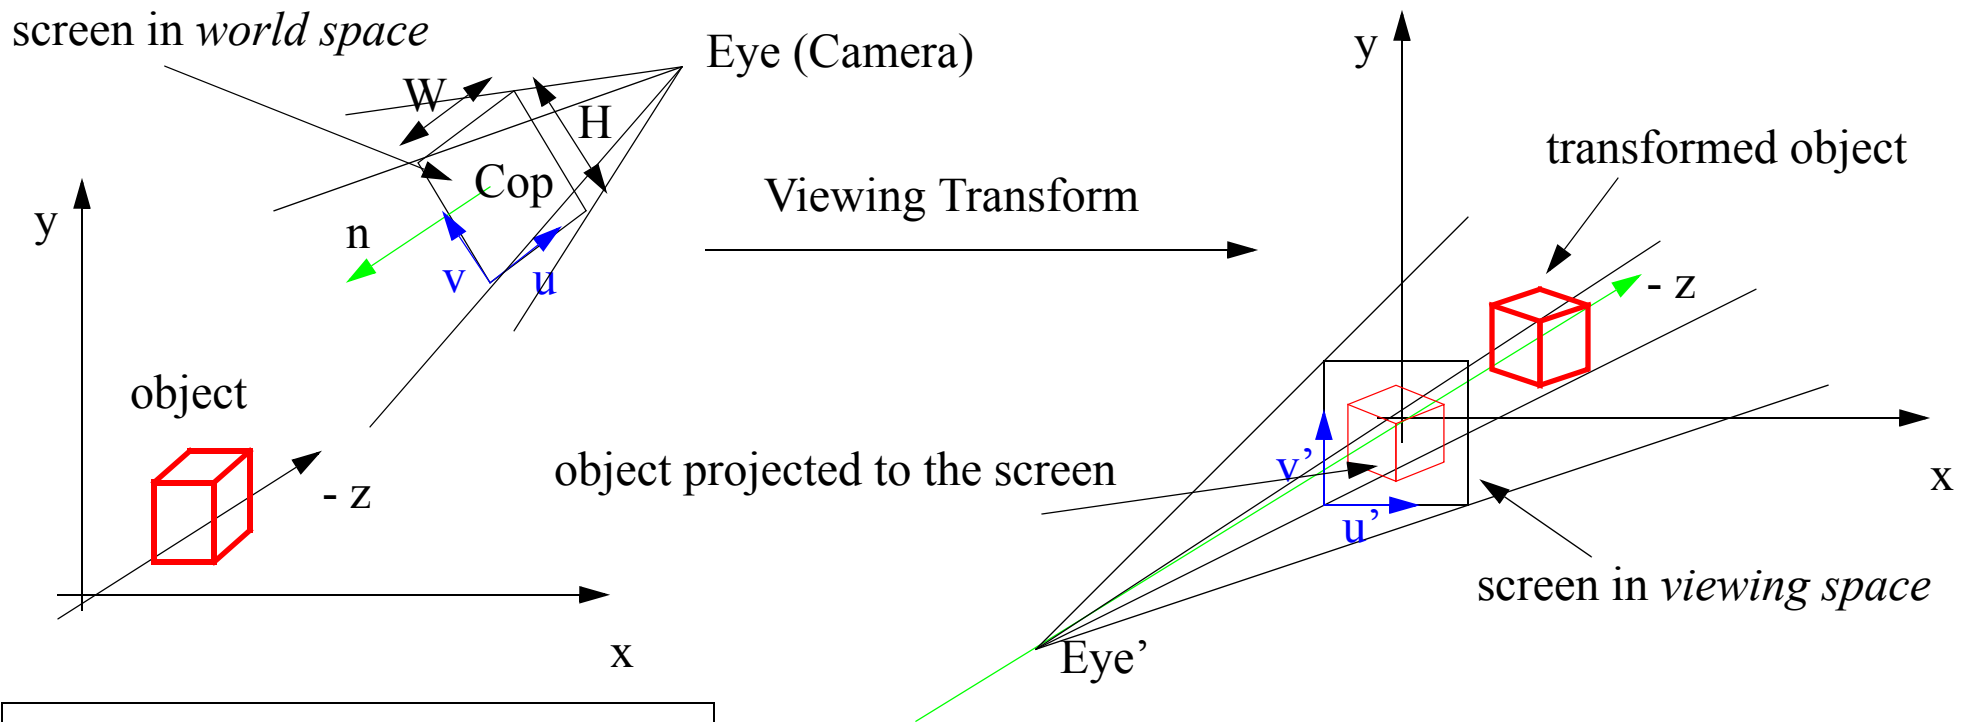 screen in world space
Eye (Camera)
W
H
Cop
n
v
u
y
object
- z
x
Viewing Transform
y
transformed object
- z
object projected to the screen
v’
u’
x
screen in viewing space
Eye’